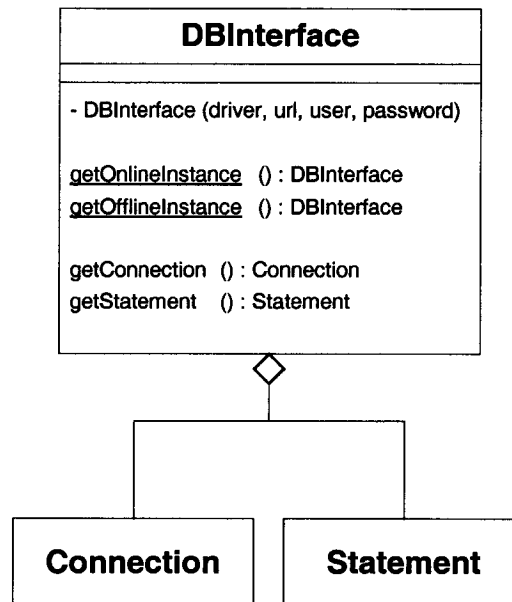 DBInterface
- DBInterface (driver, url, user, password)
getOnlineInstance () : DBInterface
getOfflineInstance () : DBInterface
getConnection () : Connection
getStatement () : Statement
Connection
Statement